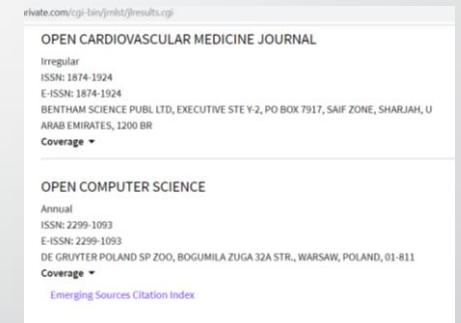 rivate.com/cgi-bin/jrnlst/jlresults.cgi
OPEN CARDIOVASCULAR MEDICINE JOURNAL
Irregular
ISSN: 1874-1924
E-ISSN: 1874-1924
BENTHAM SCIENCE PUBL LTD, EXECUTIVE STE Y-2, PO BOX 7917, SAIF ZONE, SHARJAH, U
ARAB EMIRATES, 1200 BR
Coverage
OPEN COMPUTER SCIENCE
Annual
ISSN: 2299-1093
E-ISSN: 2299-1093
DE GRUYTER POLAND SP ZOO, BOGUMILA ZUGA 32A STR., WARSAW, POLAND, 01-811
Coverage
Emerging Sources Citation Index